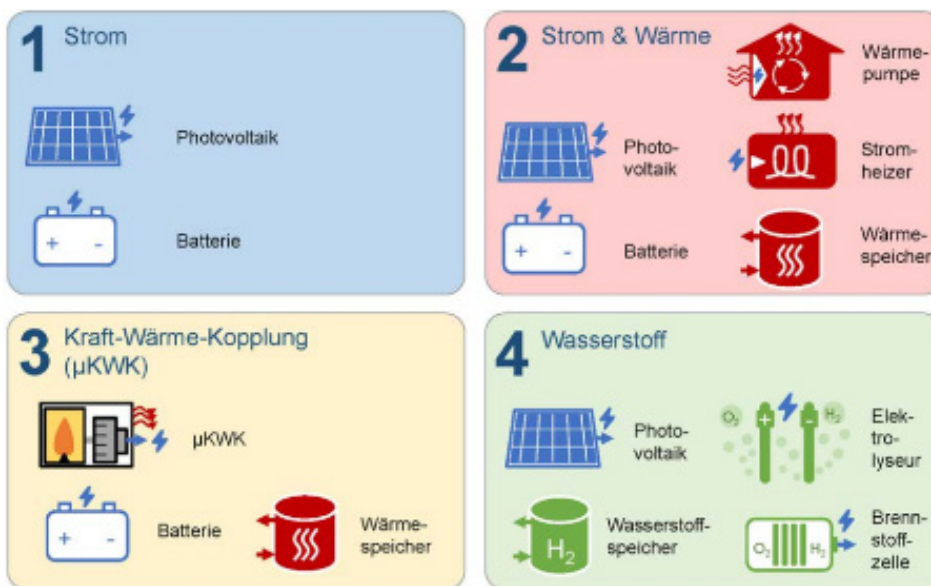 1 Strom
Photovoltaik
+ -
Batterie
2 Strom & Wärme
Wärme-
pumpe
Photo-
voltaik
Strom-
heizer
+ -
Batterie
Wärme-
speicher
3 Kraft-Wärme-Kopplung
(µKWK)
µKWK
+ -
Batterie
Wärme-
speicher
4 Wasserstoff
Photo-
voltaik
O₂ + - H₂
Elek-
tro-
lyseur
H₂
Wasserstoff-
speicher
O₂ H₂
Brenn-
stoff-
zelle